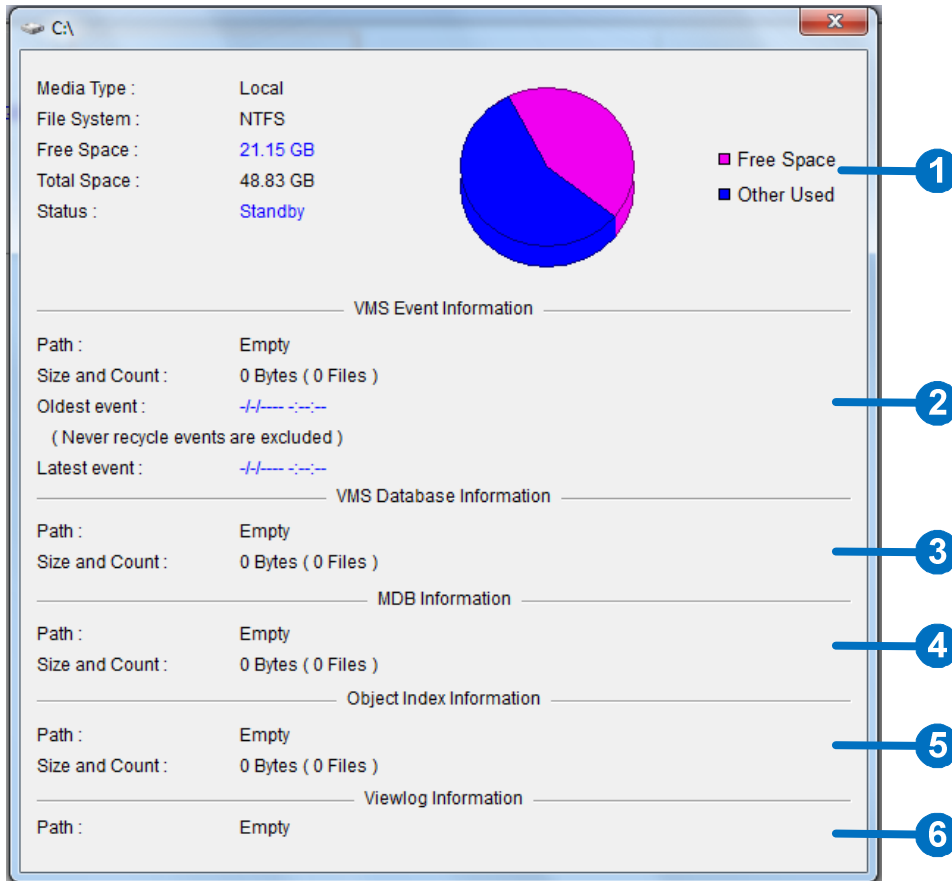 C:\
Media Type : Local
File System : NTFS
Free Space : 21.15 GB
Total Space : 48.83 GB
Status : Standby
Free Space
Other Used
1
VMS Event Information
Path : Empty
Size and Count : 0 Bytes ( 0 Files )
Oldest event : -/-/---- -:--:--
( Never recycle events are excluded )
Latest event : -/-/---- -:--:--
2
VMS Database Information
Path : Empty
Size and Count : 0 Bytes ( 0 Files )
3
MDB Information
Path : Empty
Size and Count : 0 Bytes ( 0 Files )
4
Object Index Information
Path : Empty
Size and Count : 0 Bytes ( 0 Files )
5
Viewlog Information
Path : Empty
6